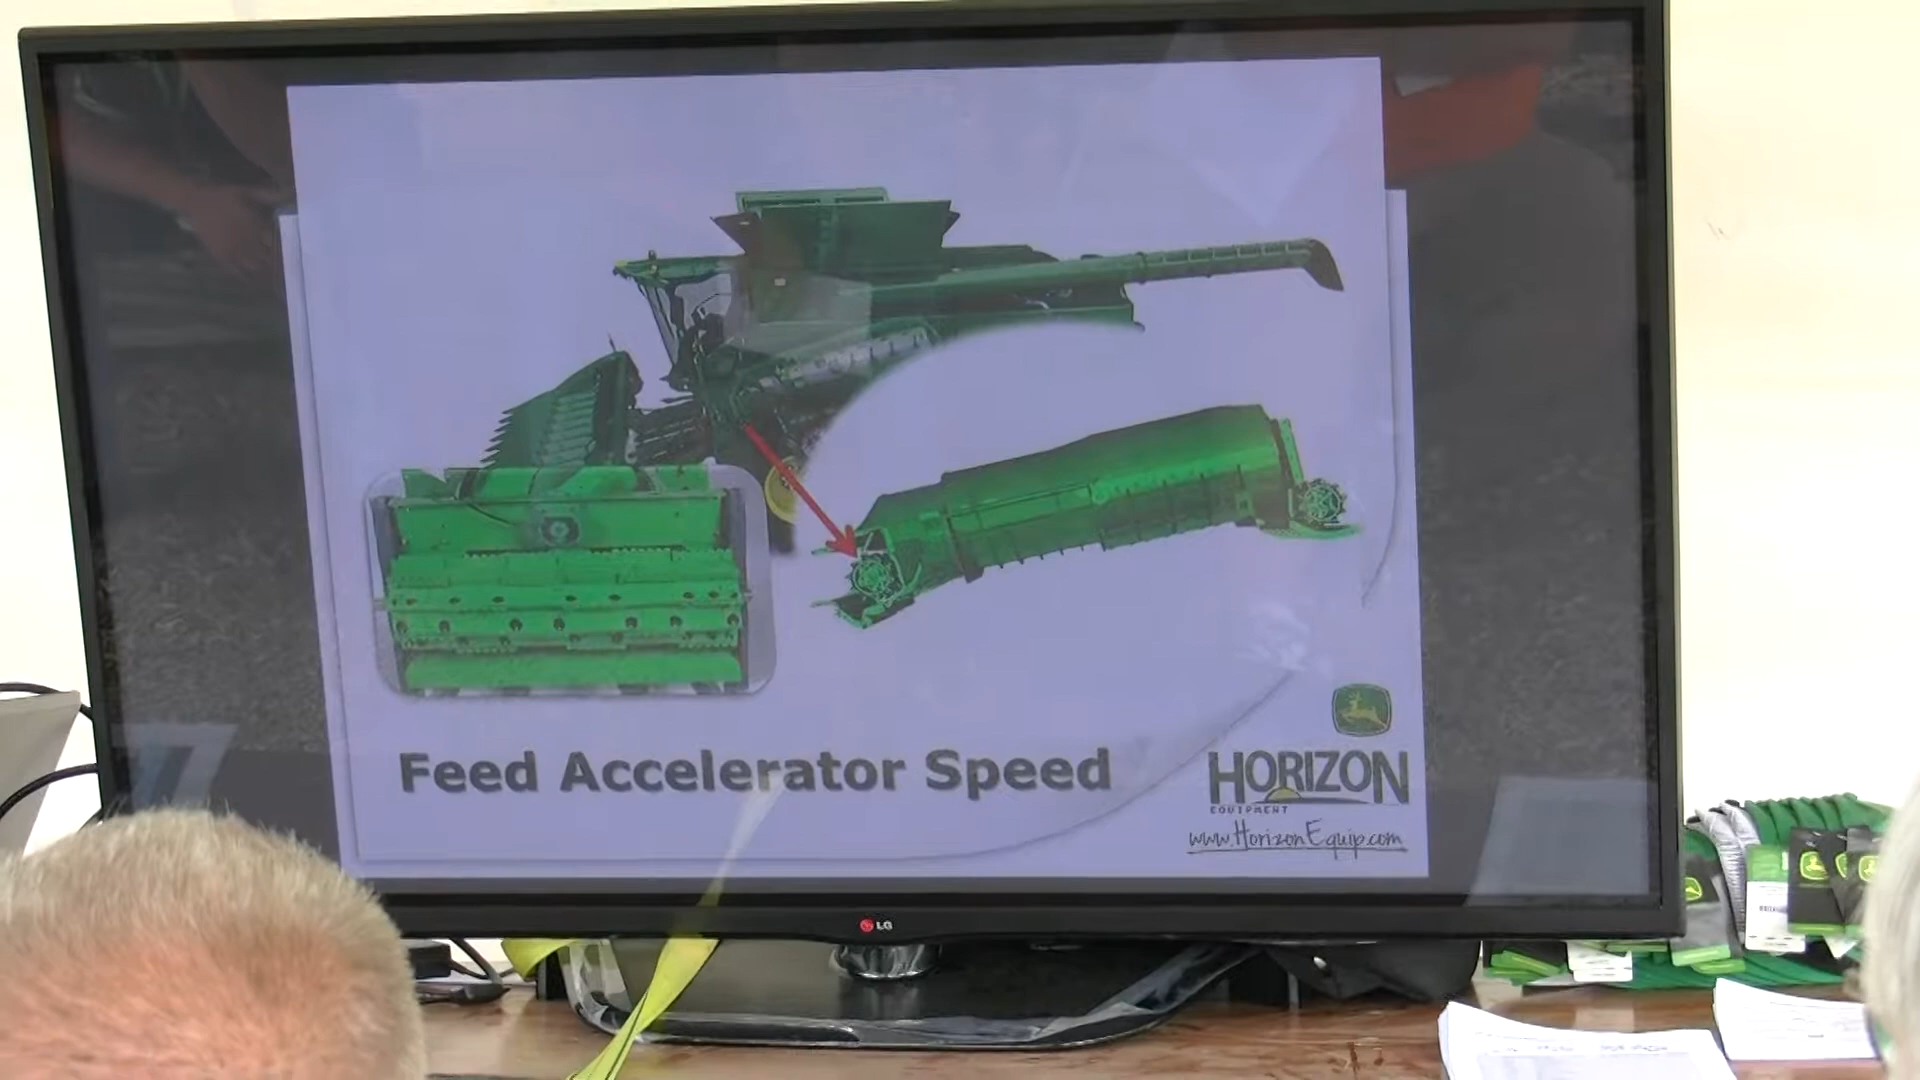 Feed Accelerator Speed
HORIZON
EQUIPMENT
www.HorizonEquip.com
LG